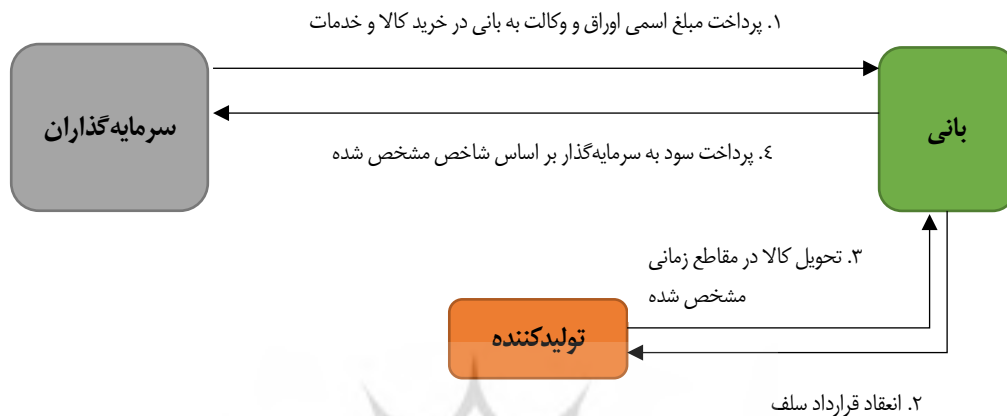 ۱. پرداخت مبلغ اسمی اوراق و وکالت به بانی در خرید کالا و خدمات
سرمایه‌گذاران
بانی
۴. پرداخت سود به سرمایه‌گذار بر اساس شاخص مشخص شده
۳. تحویل کالا در مقاطع زمانی
مشخص شده
تولیدکننده
۲. انعقاد قرارداد سلف